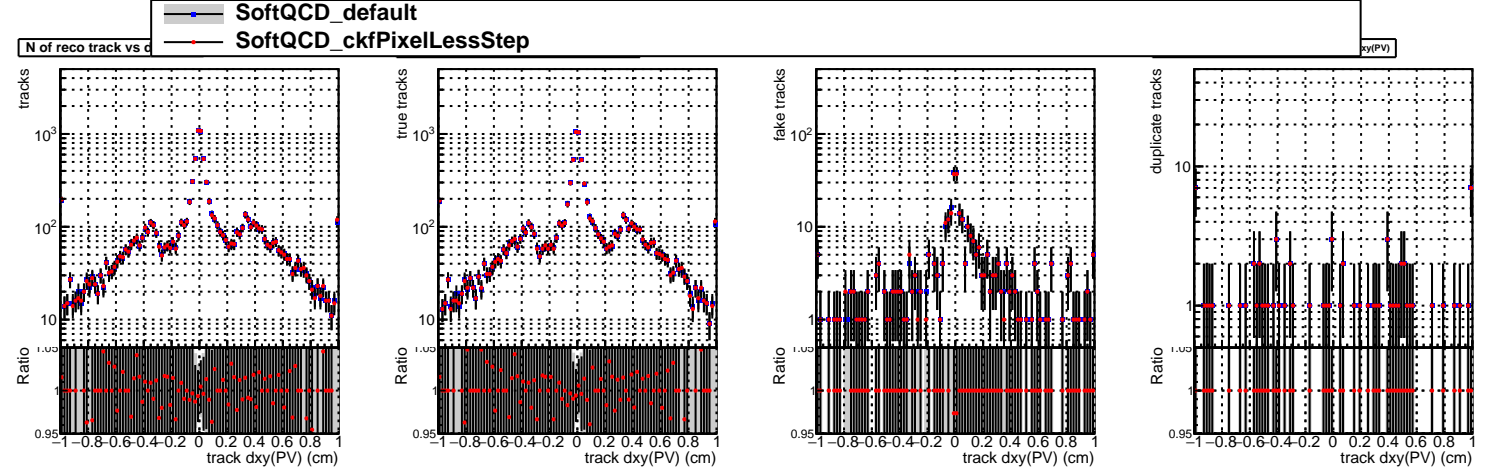 SoftQCD_default
SoftQCD_ckfPixelLessStep
N of reco track vs d
xy(PV)
tracks
10³
10²
10
Ratio
1.05
1
0.95
−1 −0.8 −0.6 −0.4 −0.2 0 0.2 0.4 0.6 0.8 1
track dxy(PV) (cm)
true tracks
10³
10²
10
Ratio
1.05
1
0.95
−1 −0.8 −0.6 −0.4 −0.2 0 0.2 0.4 0.6 0.8 1
track dxy(PV) (cm)
fake tracks
10²
10
1
Ratio
1.05
1
0.95
−1 −0.8 −0.6 −0.4 −0.2 0 0.2 0.4 0.6 0.8 1
track dxy(PV) (cm)
duplicate tracks
10
1
Ratio
1.05
1
0.95
−1 −0.8 −0.6 −0.4 −0.2 0 0.2 0.4 0.6 0.8 1
track dxy(PV) (cm)